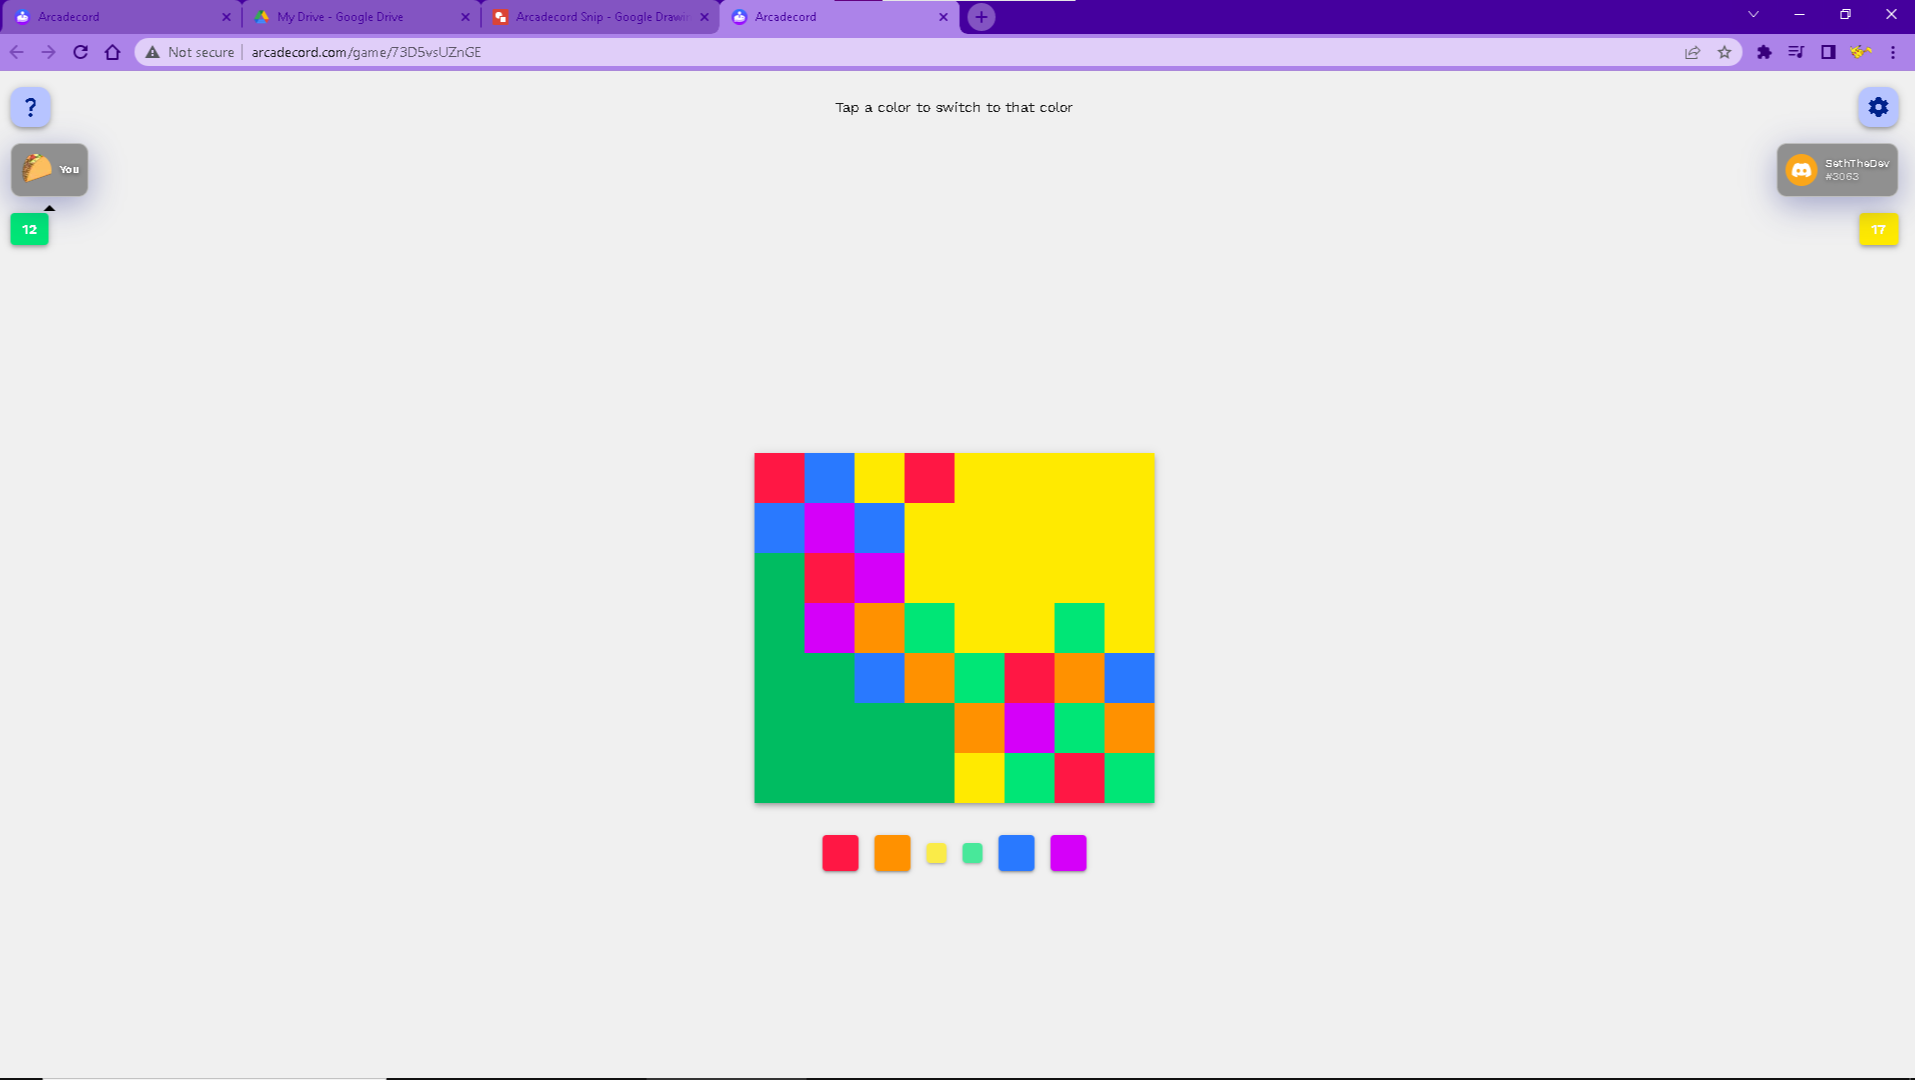 Arcadecord
My Drive - Google Drive
Arcadecord Snip - Google Drawin
Arcadecord
Not secure
arcadecord.com/game/73D5vsUZnGE
?
Tap a color to switch to that color
You
SethTheDev
#3063
12
17